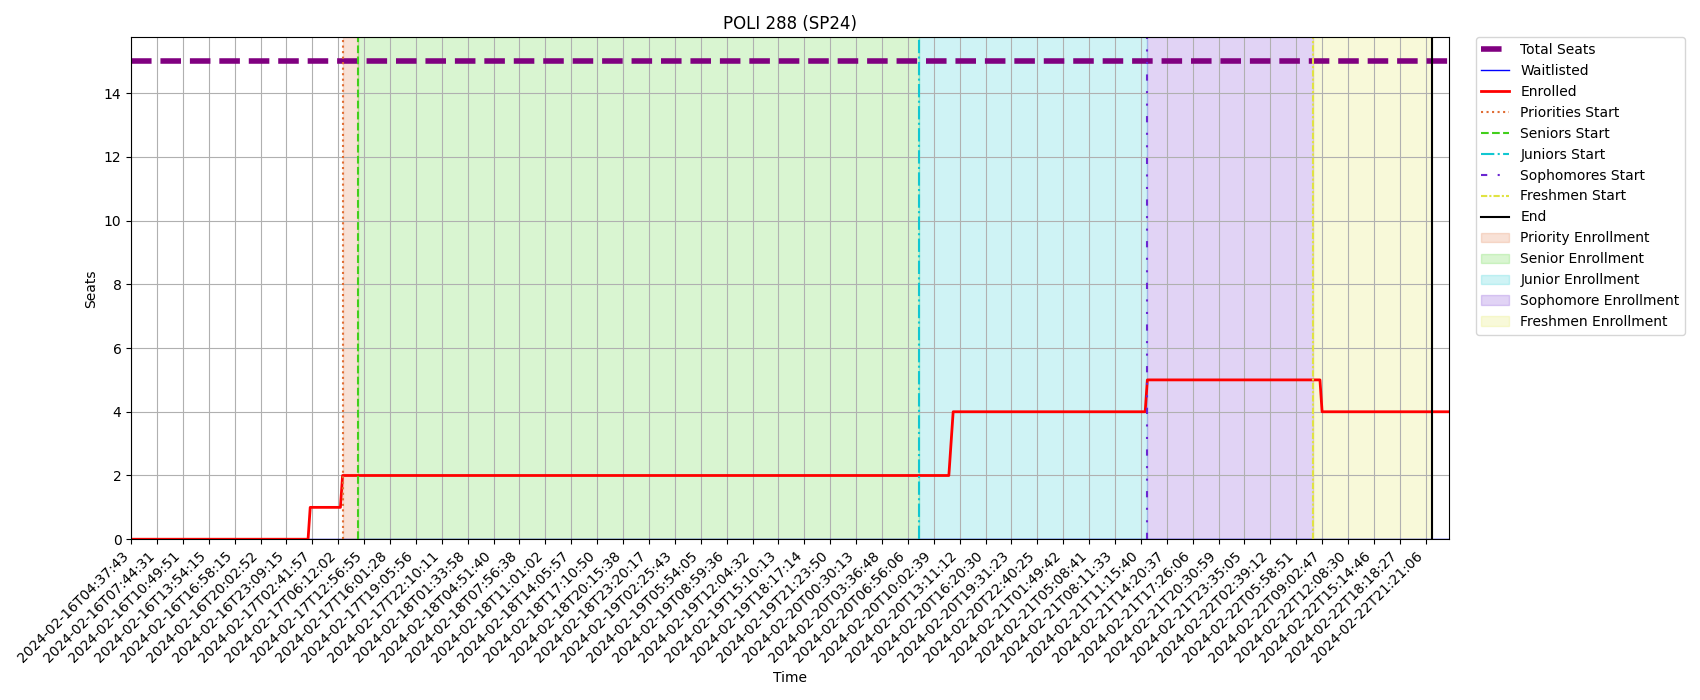 POLI 288 (SP24)
Total Seats
Waitlisted
Enrolled
Priorities Start
Seniors Start
Juniors Start
Sophomores Start
Freshmen Start
End
Priority Enrollment
Senior Enrollment
Junior Enrollment
Sophomore Enrollment
Freshmen Enrollment
Seats
14
12
10
8
6
4
2
0
2024-02-16T04:37:43
2024-02-16T07:44:31
2024-02-16T10:49:51
2024-02-16T13:54:15
2024-02-16T16:58:15
2024-02-16T20:02:52
2024-02-16T23:09:15
2024-02-17T02:41:57
2024-02-17T06:12:02
2024-02-17T12:56:55
2024-02-17T16:01:28
2024-02-17T19:05:56
2024-02-17T22:10:11
2024-02-18T01:33:58
2024-02-18T04:51:40
2024-02-18T07:56:38
2024-02-18T11:01:02
2024-02-18T14:05:57
2024-02-18T17:10:50
2024-02-18T20:15:38
2024-02-18T23:20:17
2024-02-19T02:25:43
2024-02-19T05:54:05
2024-02-19T08:59:36
2024-02-19T12:04:32
2024-02-19T15:10:13
2024-02-19T18:17:14
2024-02-19T21:23:50
2024-02-20T00:30:13
2024-02-20T03:36:48
2024-02-20T06:56:06
2024-02-20T10:02:39
2024-02-20T13:11:12
2024-02-20T16:20:30
2024-02-20T19:31:23
2024-02-20T22:40:25
2024-02-21T01:49:42
2024-02-21T05:08:41
2024-02-21T08:11:33
2024-02-21T11:15:40
2024-02-21T14:20:37
2024-02-21T17:26:06
2024-02-21T20:30:59
2024-02-21T23:35:05
2024-02-22T02:39:12
2024-02-22T05:58:51
2024-02-22T09:02:47
2024-02-22T12:08:30
2024-02-22T15:14:46
2024-02-22T18:18:27
2024-02-22T21:21:06
Time